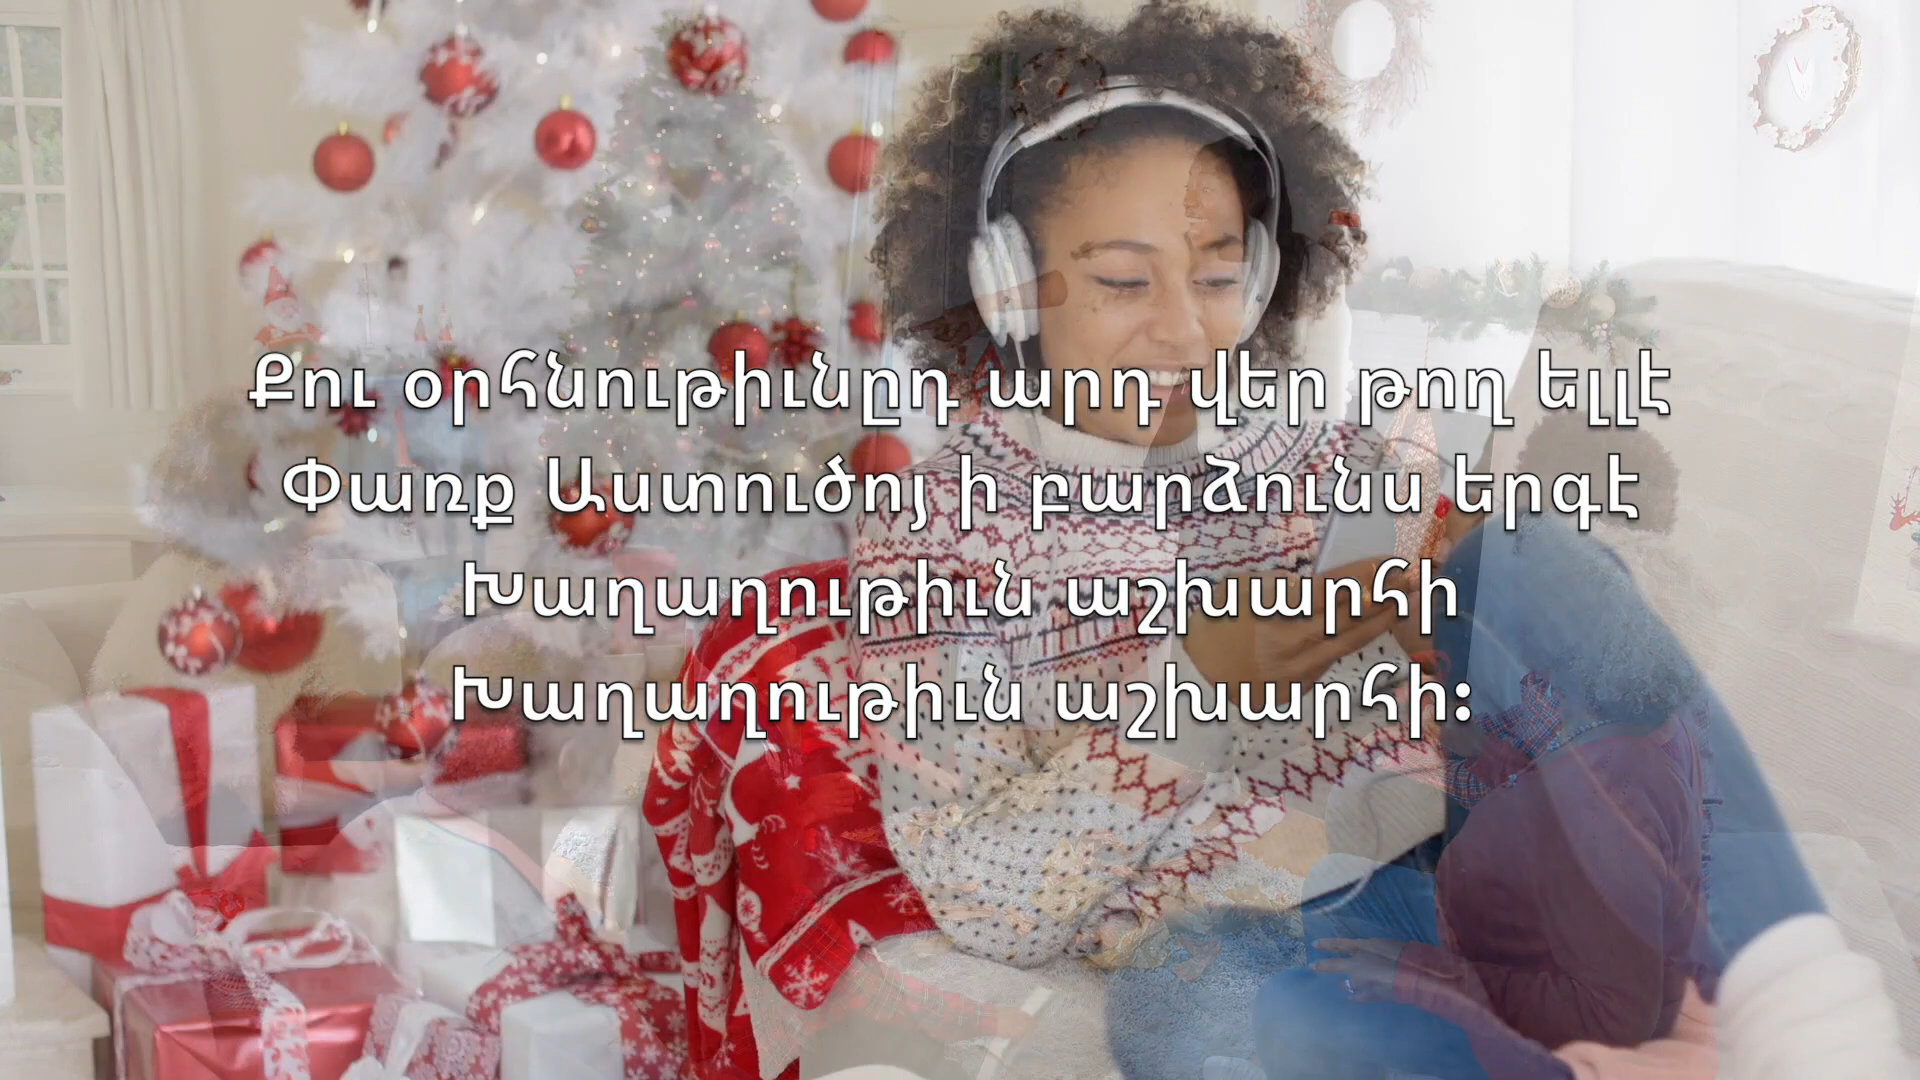 Քու օրհնութիւնըդ արդ վեր թող ելլէ
Փառք Աստուծոյ ի բարձունս երգէ
Խաղաղութիւն աշխարհի
Խաղաղութիւն աշխարհի։